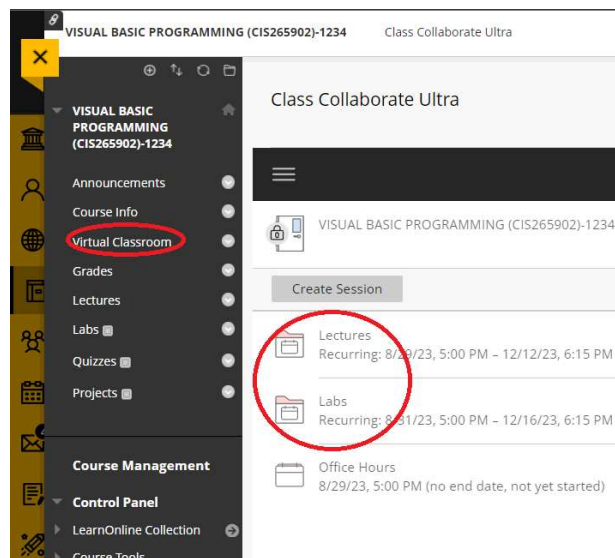 VISUAL BASIC PROGRAMMING (CIS265902)-1234
Class Collaborate Ultra
VISUAL BASIC
PROGRAMMING
(CIS265902)-1234
Announcements
Course Info
Virtual Classroom
Grades
Lectures
Labs
Quizzes
Projects
Course Management
Control Panel
LearnOnline Collection
Course Tools
Class Collaborate Ultra
VISUAL BASIC PROGRAMMING (CIS265902)-1234
Create Session
Lectures
Recurring: 8/29/23, 5:00 PM – 12/12/23, 6:15 PM
Labs
Recurring: 8/31/23, 5:00 PM – 12/16/23, 6:15 PM
Office Hours
8/29/23, 5:00 PM (no end date, not yet started)